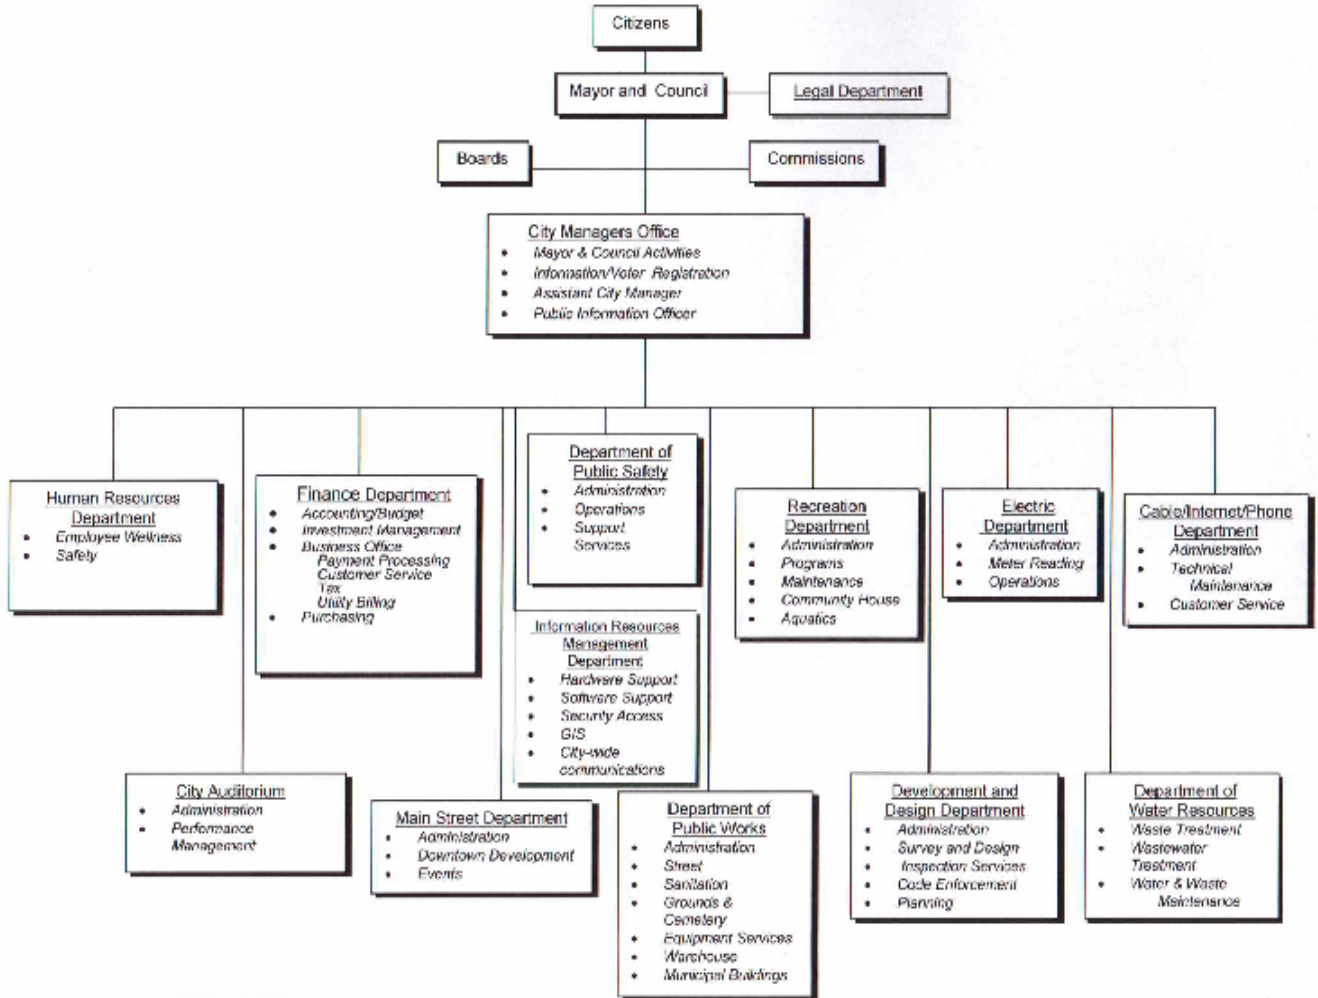 Citizens
Mayor and Council
Legal Department
Boards
Commissions
City Managers Office
• Mayor & Council Activities
• Information/Voter Registration
• Assistant City Manager
• Public Information Officer
Human Resources
Department
• Employee Wellness
• Safety
Finance Department
• Accounting/Budget
• Investment Management
• Business Office
Payment Processing
Customer Service
Tax
Utility Billing
• Purchasing
Department of
Public Safety
• Administration
• Operations
• Support
Services
Recreation
Department
• Administration
• Programs
• Maintenance
• Community House
• Aquatics
Electric
Department
• Administration
• Meter Reading
• Operations
Cable/Internet/Phone
Department
• Administration
• Technical
Maintenance
• Customer Service
Information Resources
Management
Department
• Hardware Support
• Software Support
• Security Access
• GIS
• City-wide
communications
City Auditorium
• Administration
• Performance
Management
Main Street Department
• Administration
• Downtown Development
• Events
Department of
Public Works
• Administration
• Street
• Sanitation
• Grounds &
Cemetery
• Equipment Services
• Warehouse
• Municipal Buildings
Development and
Design Department
• Administration
• Survey and Design
• Inspection Services
• Code Enforcement
• Planning
Department of
Water Resources
• Waste Treatment
• Wastewater
Treatment
• Water & Waste
Maintenance